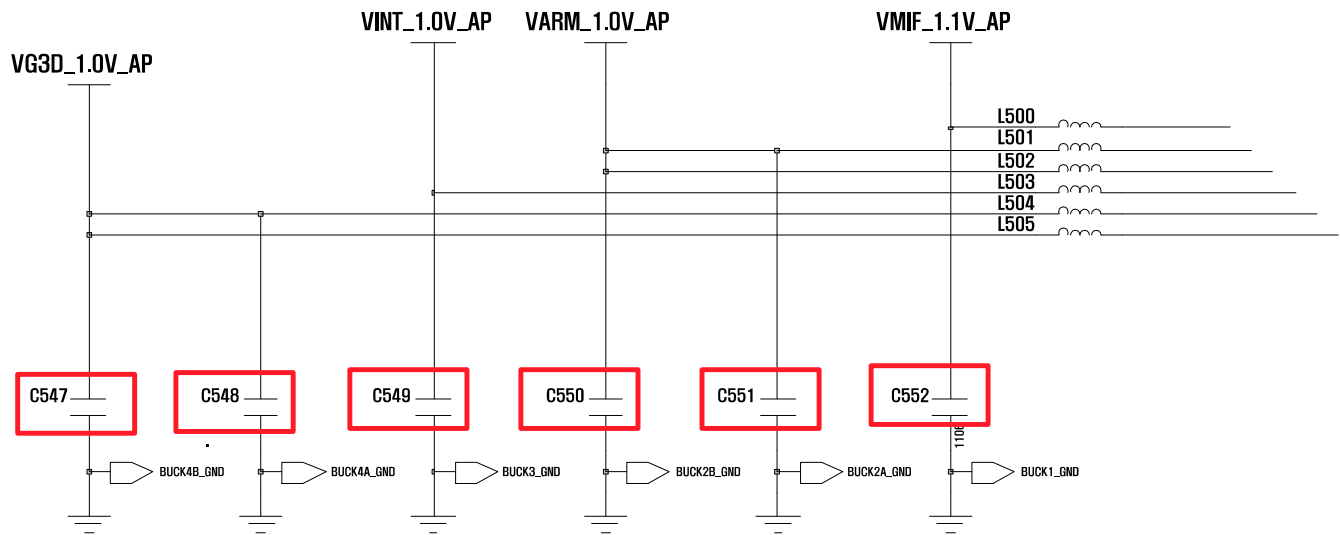 VINT_1.0V_AP
VARM_1.0V_AP
VMIF_1.1V_AP
VG3D_1.0V_AP
L500
L501
L502
L503
L504
L505
C547
C548
C549
C550
C551
C552
BUCK4B_GND
BUCK4A_GND
BUCK3_GND
BUCK2B_GND
BUCK2A_GND
BUCK1_GND